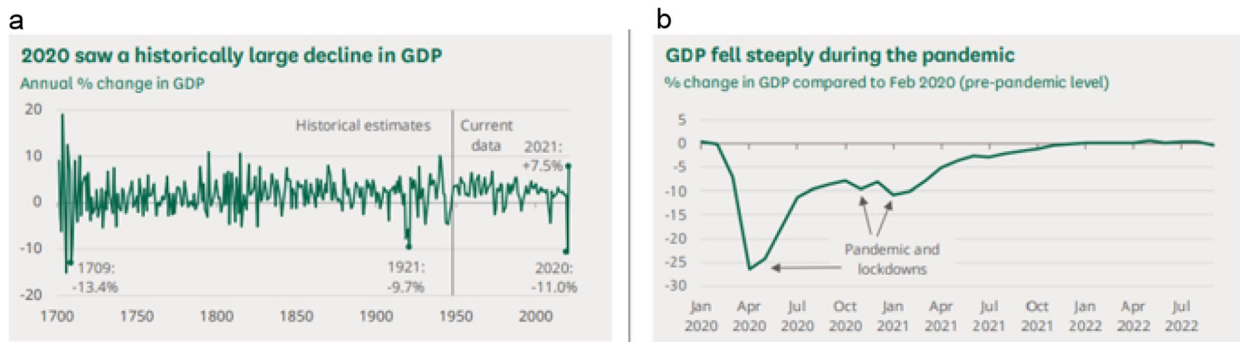 a
2020 saw a historically large decline in GDP
Annual % change in GDP
20
10
0
-10
-20
Historical estimates
Current
data
2021:
+7.5%
1709:
-13.4%
1921:
-9.7%
2020:
-11.0%
1700 1750 1800 1850 1900 1950 2000
b
GDP fell steeply during the pandemic
% change in GDP compared to Feb 2020 (pre-pandemic level)
5
0
-5
-10
-15
-20
-25
-30
Pandemic and
lockdowns
Jan Apr Jul Oct Jan Apr Jul Oct Jan Apr Jul
2020 2020 2020 2020 2021 2021 2021 2021 2022 2022 2022